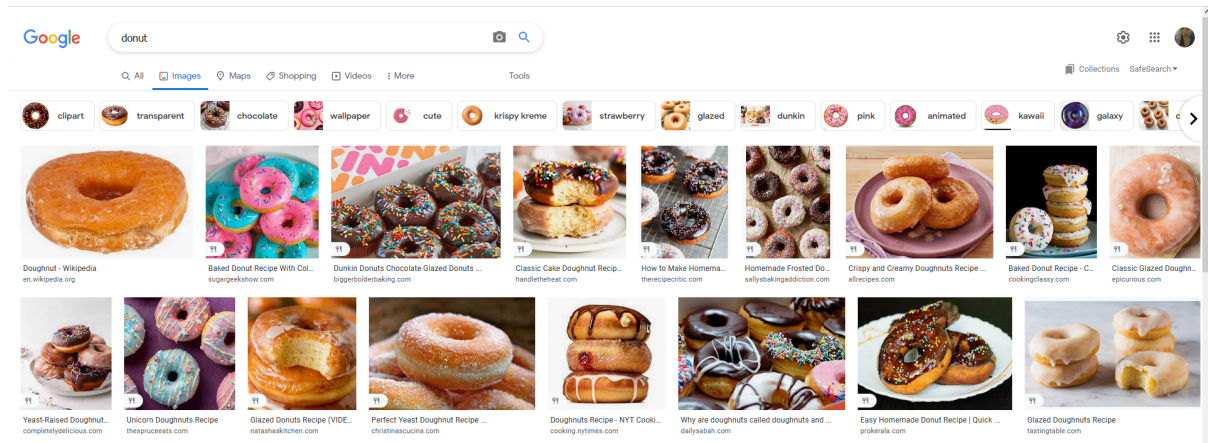 Google
donut
All Images Maps Shopping Videos More Tools
Collections SafeSearch
clipart transparent chocolate wallpaper cute krispy kreme strawberry glazed dunkin pink animated kawaii galaxy
Doughnut - Wikipedia
en.wikipedia.org
Baked Donut Recipe With Col...
sugargeekshow.com
Dunkin Donuts Chocolate Glazed Donuts ...
biggerbolderbaking.com
Classic Cake Doughnut Recip...
handletheheat.com
How to Make Homema...
therecipecritic.com
Homemade Frosted Do...
sallysbakingaddiction.com
Crispy and Creamy Doughnuts Recipe ...
allrecipes.com
Baked Donut Recipe - C...
cookingclassy.com
Classic Glazed Doughn...
epicurious.com
Yeast-Raised Doughnut...
completelydelicious.com
Unicorn Doughnuts Recipe
thespruceeats.com
Glazed Donuts Recipe (VIDE...
natashaskitchen.com
Perfect Yeast Doughnut Recipe ...
christinascucina.com
Doughnuts Recipe - NYT Cooki...
cooking.nytimes.com
Why are doughnuts called doughnuts and ...
dailysabah.com
Easy Homemade Donut Recipe | Quick ...
prokerala.com
Glazed Doughnuts Recipe
tastingtable.com